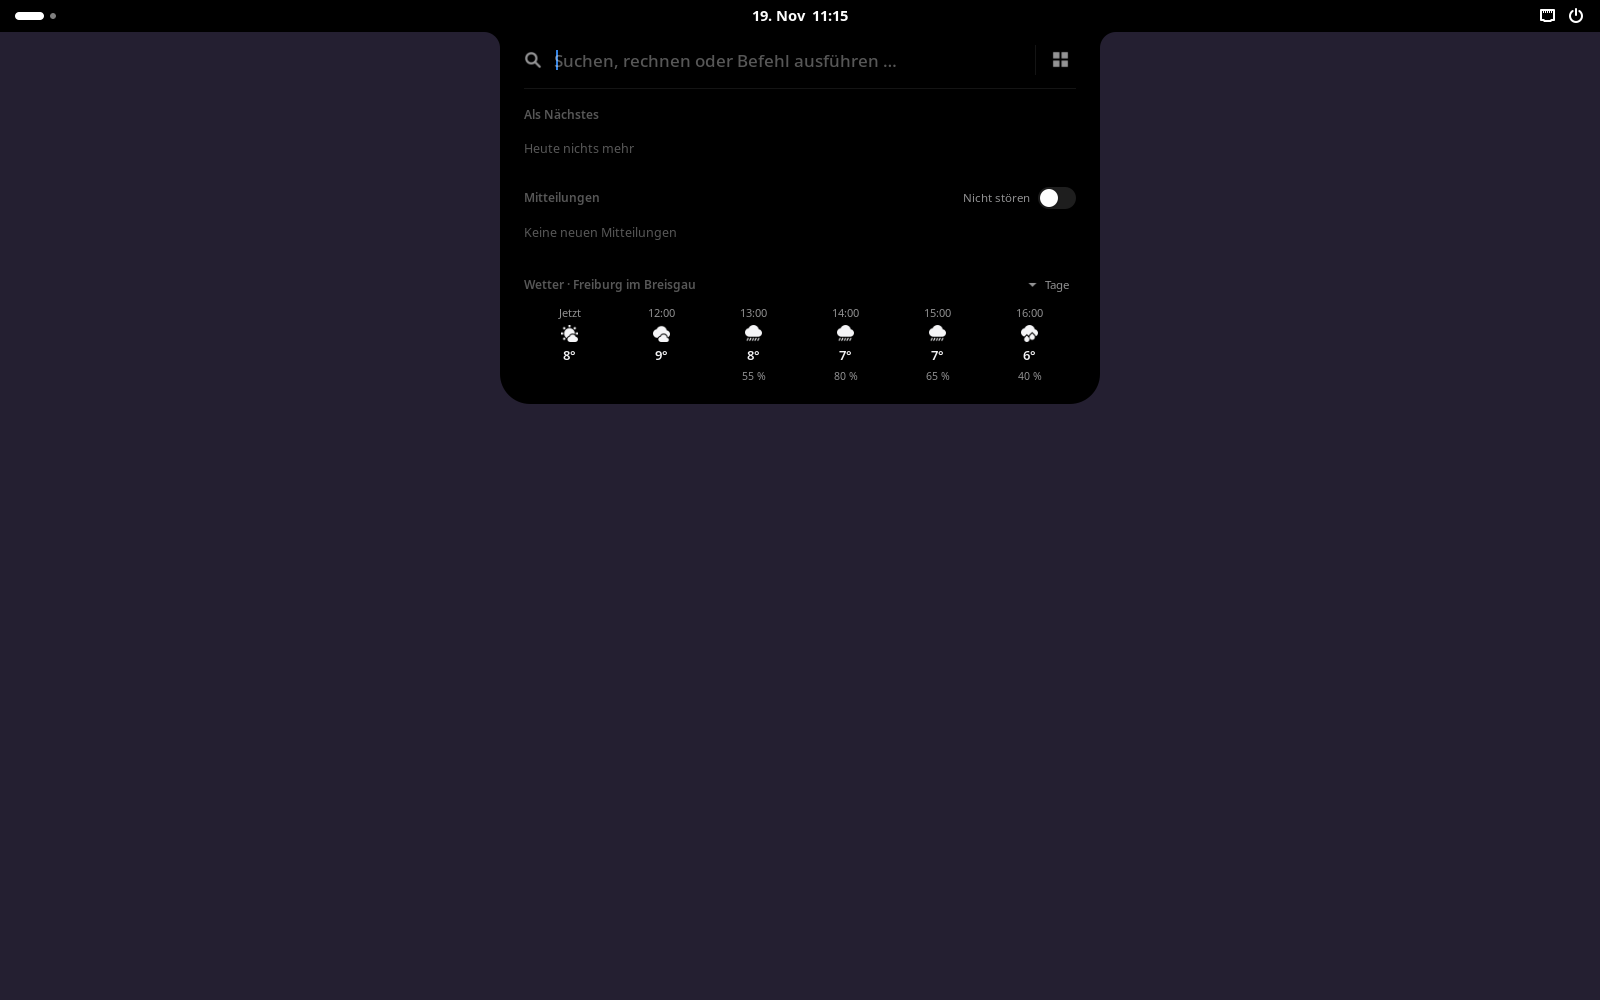 19. Nov 11:15
Suchen, rechnen oder Befehl ausführen ...
Als Nächstes
Heute nichts mehr
Mitteilungen Nicht stören
Keine neuen Mitteilungen
Wetter · Freiburg im Breisgau Tage
Jetzt 12:00 13:00 14:00 15:00 16:00
8° 9° 8° 7° 7° 6°
55 % 80 % 65 % 40 %